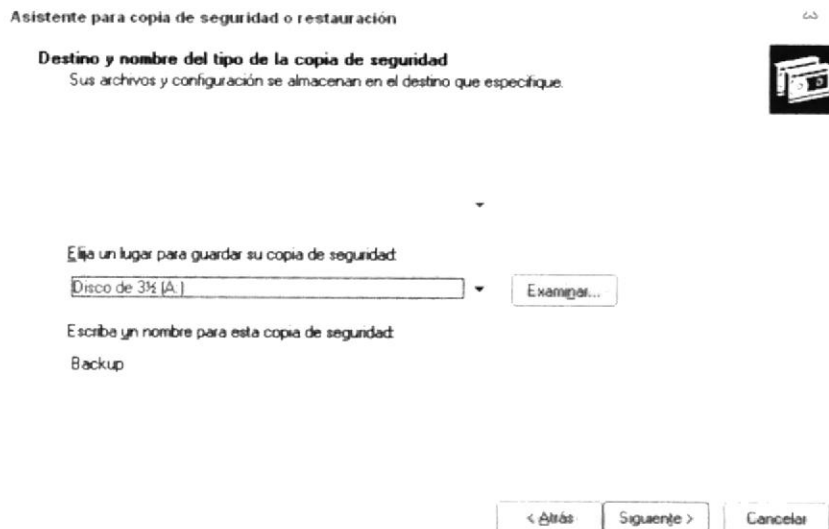 Asistente para copia de seguridad o restauración
Destino y nombre del tipo de la copia de seguridad
Sus archivos y configuración se almacenan en el destino que especifique.
Elija un lugar para guardar su copia de seguridad:
Disco de 3½ (A:)
Examinar...
Escriba un nombre para esta copia de seguridad:
Backup
< Atrás
Siguiente >
Cancelar